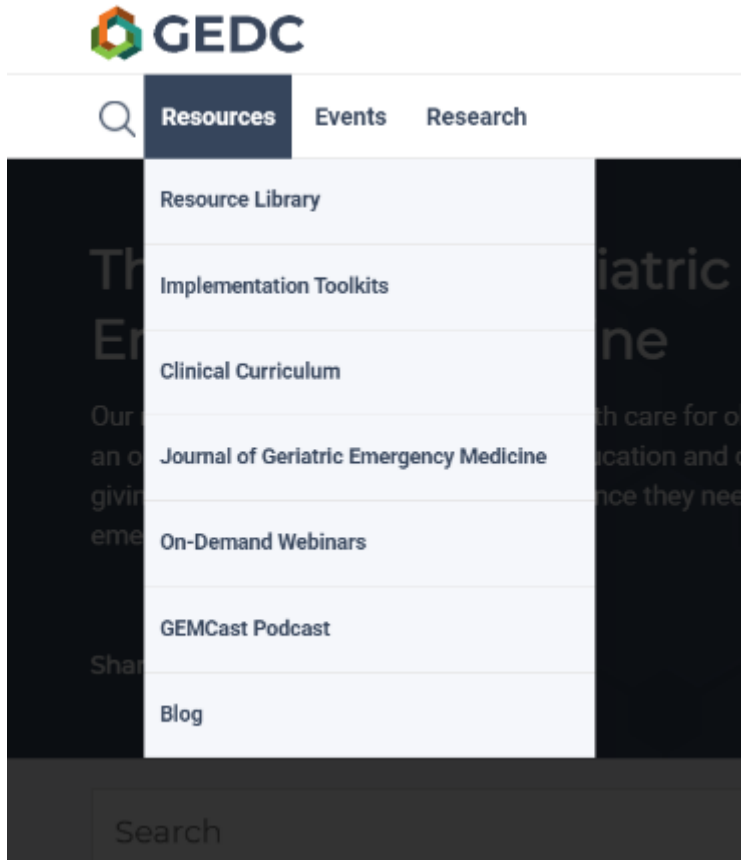 GEDC
Resources Events Research
Resource Library
Implementation Toolkits
Clinical Curriculum
Journal of Geriatric Emergency Medicine
On-Demand Webinars
GEMCast Podcast
Blog
Search